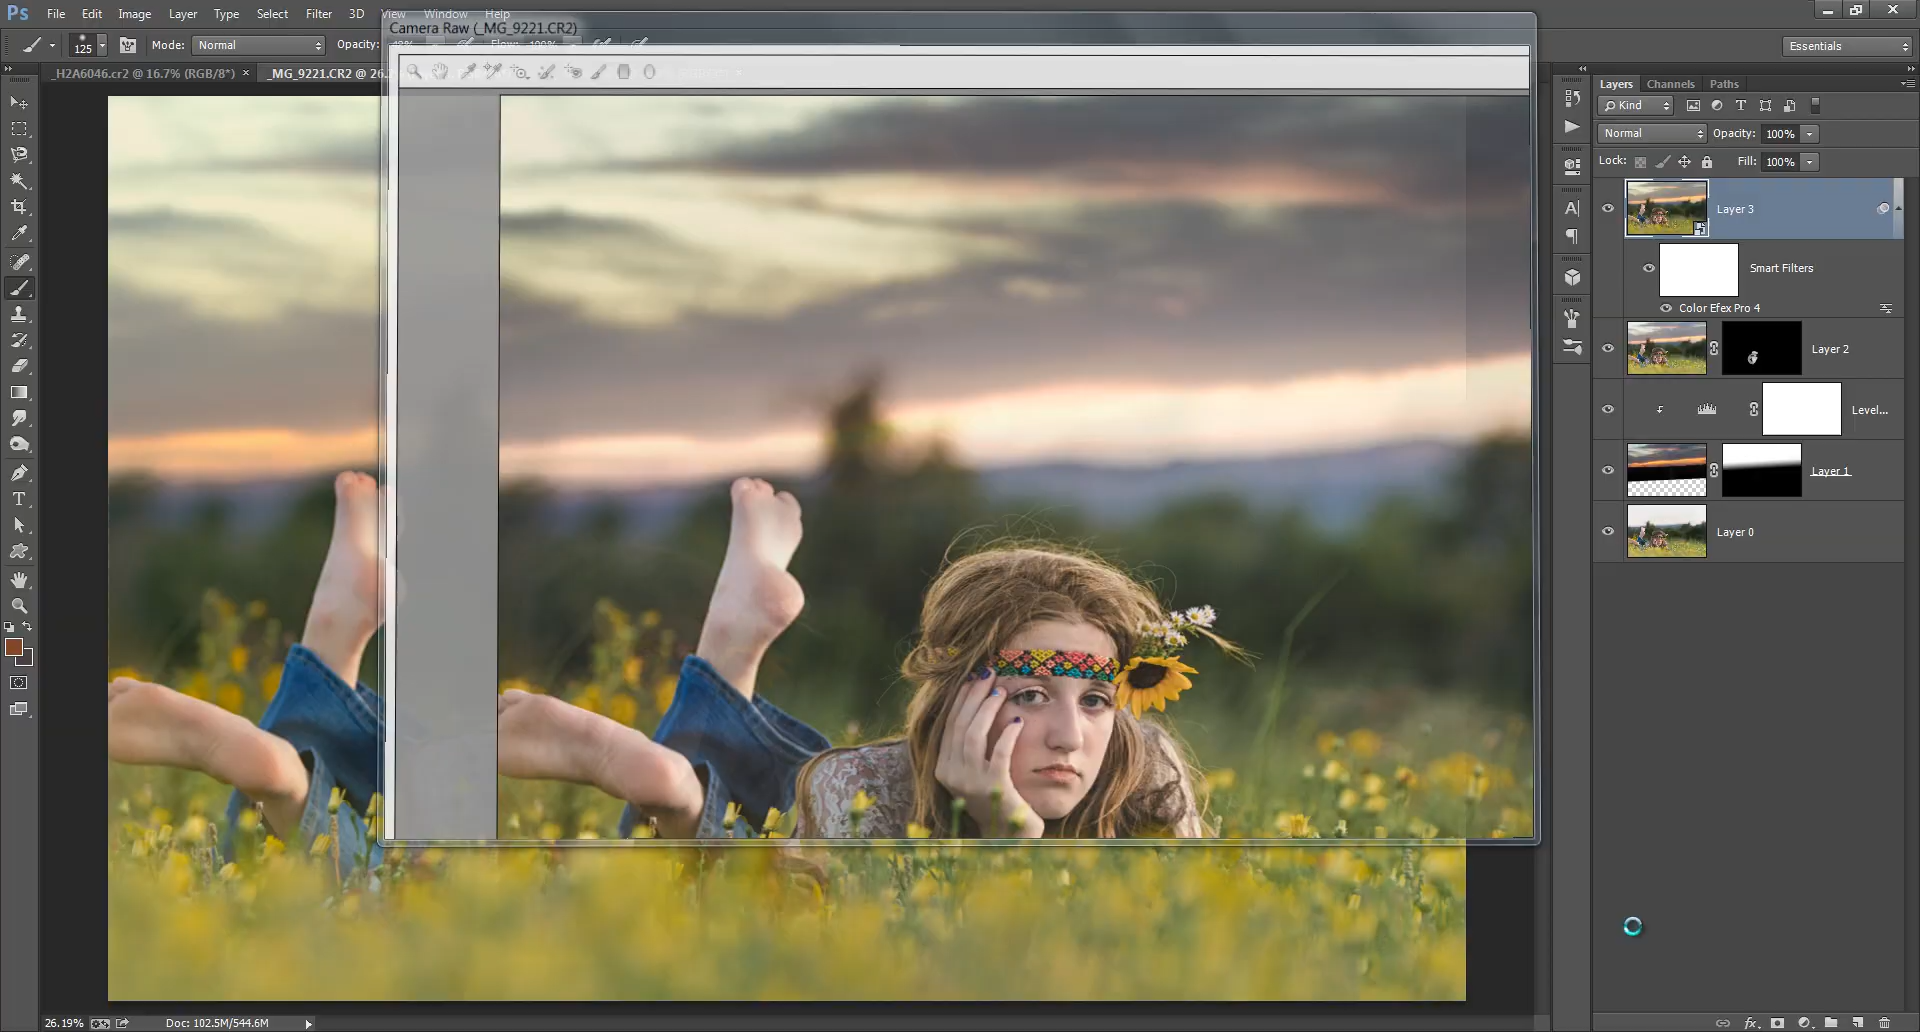 Ps File Edit Image Layer Type Select Filter 3D View Window Help
Camera Raw (_MG_9221.CR2)
125 Mode: Normal Opacity: Flow: 100%
Essentials
_H2A6046.cr2 @ 16.7% (RGB/8*) ×
_MG_9221.CR2 @ 26.
Layers Channels Paths
Kind
Normal Opacity: 100%
Lock: Fill: 100%
Layer 3
Smart Filters
Color Efex Pro 4
Layer 2
Level...
Layer 1
Layer 0
26.19% Doc: 102.5M/544.6M